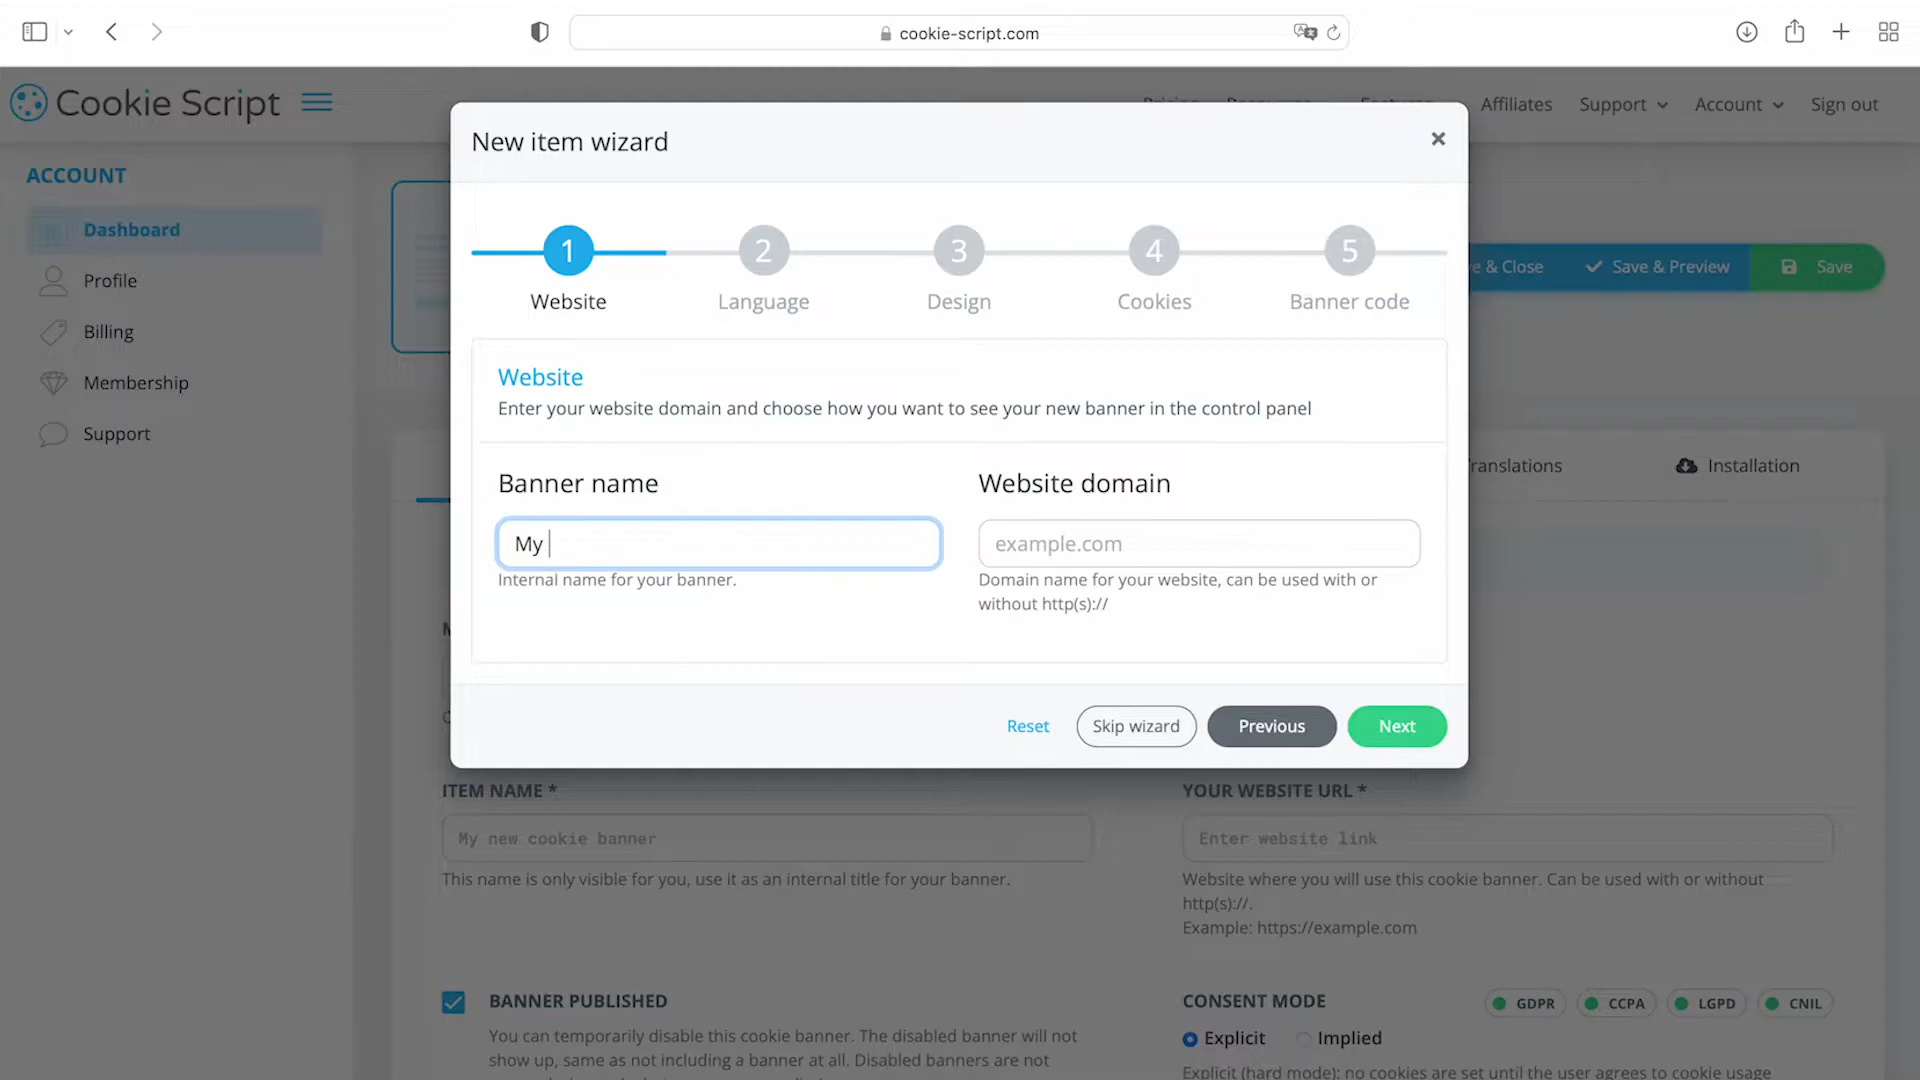 cookie-script.com
Cookie Script
Affiliates
Support
Account
Sign out
New item wizard
ACCOUNT
Dashboard
Profile
Billing
Membership
Support
1
2
3
4
5
Website
Language
Design
Cookies
Banner code
& Close
Save & Preview
Save
Website
Enter your website domain and choose how you want to see your new banner in the control panel
Translations
Installation
Banner name
Website domain
My
example.com
Internal name for your banner.
Domain name for your website, can be used with or
without http(s)://
Reset
Skip wizard
Previous
Next
ITEM NAME *
YOUR WEBSITE URL *
My new cookie banner
Enter website link
This name is only visible for you, use it as an internal title for your banner.
Website where you will use this cookie banner. Can be used with or without
http(s)://.
Example: https://example.com
BANNER PUBLISHED
You can temporarily disable this cookie banner. The disabled banner will not
show up, same as not including a banner at all. Disabled banners are not
CONSENT MODE
GDPR
CCPA
LGPD
CNIL
Explicit
Implied
Explicit (hard mode): no cookies are set until the user agrees to cookie usage